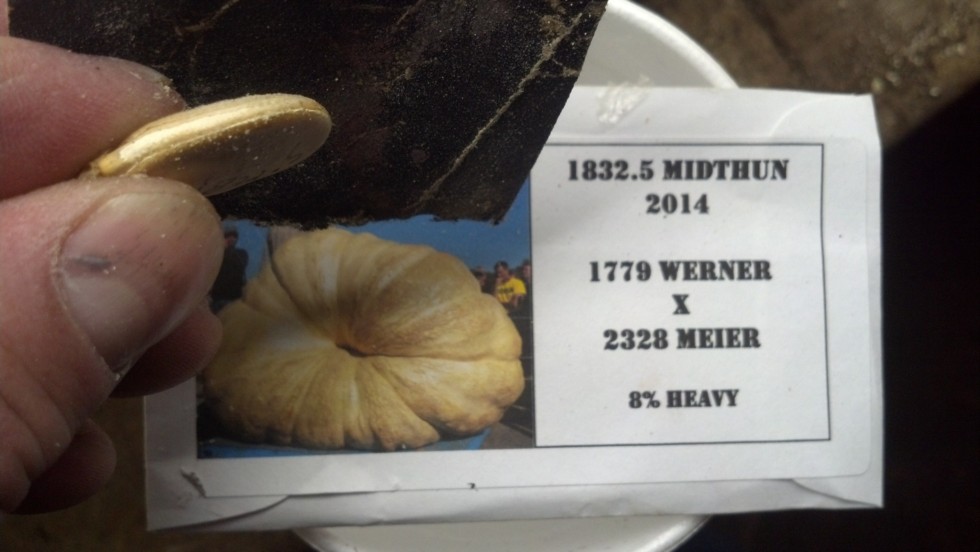 1832.5 MIDTHUN
2014
1779 WERNER
X
2328 MEIER
8% HEAVY